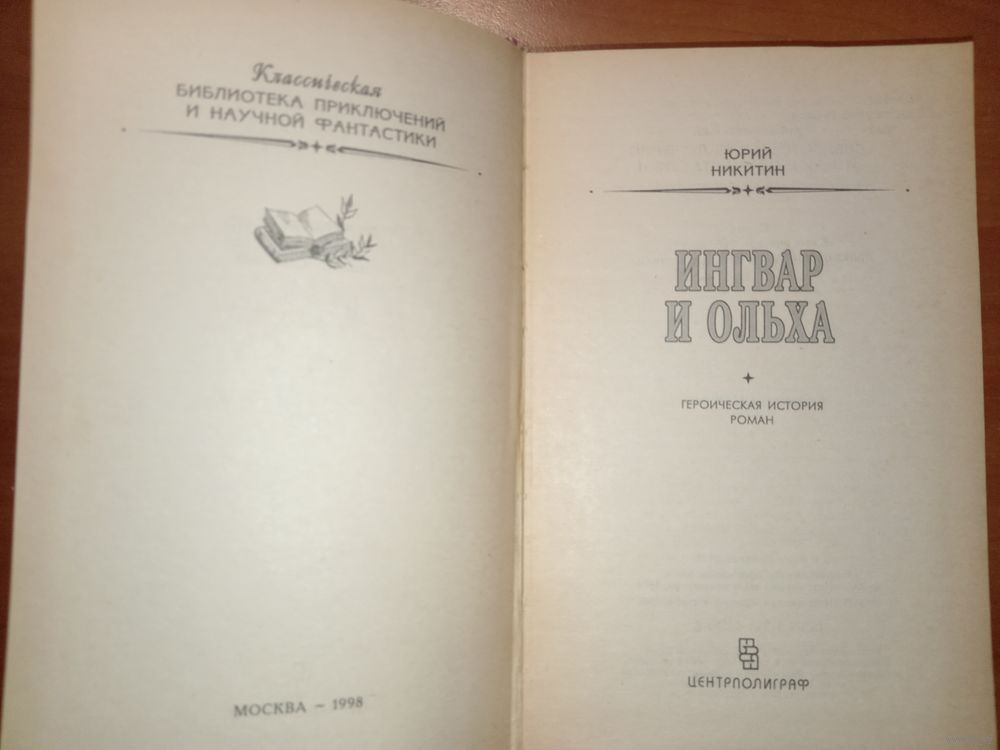 Классическая
БИБЛИОТЕКА ПРИКЛЮЧЕНИЙ
И НАУЧНОЙ ФАНТАСТИКИ
МОСКВА ~ 1998
ЮРИЙ
НИКИТИН
ИНГВАР
И ОЛЬХА
ГЕРОИЧЕСКАЯ ИСТОРИЯ
РОМАН
ЦЕНТРПОЛИГРАФ